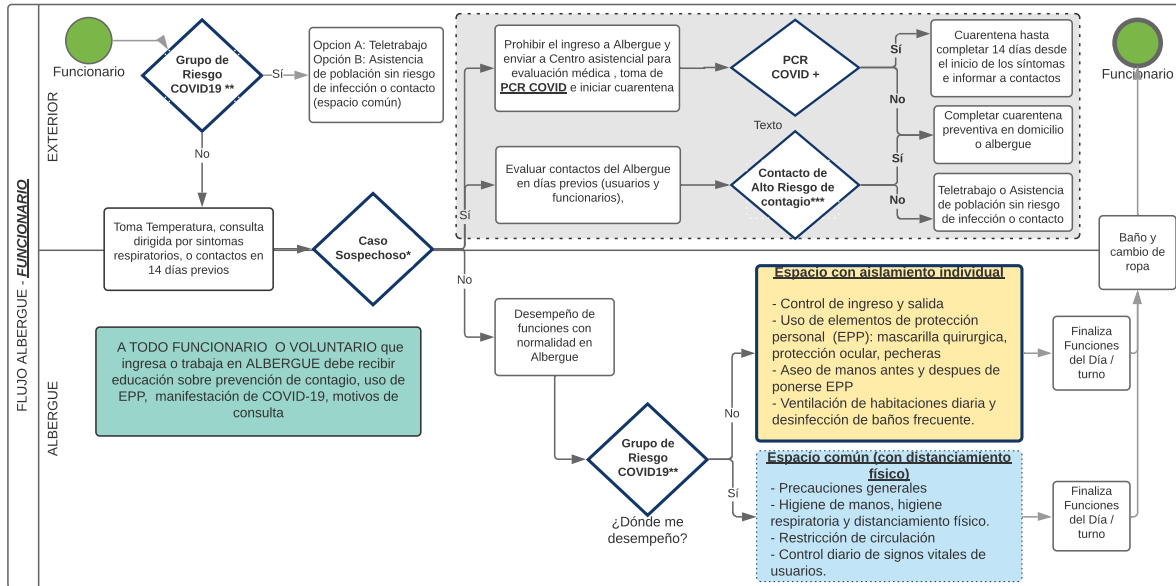 FLUJO ALBERGUE - FUNCIONARIO
EXTERIOR
ALBERGUE
Funcionario
Grupo de
Riesgo
COVID19 **
Sí
No
Opcion A: Teletrabajo
Opción B: Asistencia
de población sin riesgo
de infección o contacto
(espacio común)
Toma Temperatura, consulta
dirigida por sintomas
respiratorios, o contactos en
14 días previos
Caso
Sospechoso*
Sí
No
Prohibir el ingreso a Albergue y
enviar a Centro asistencial para
evaluación médica , toma de
PCR COVID e iniciar cuarentena
PCR
COVID +
Sí
No
Cuarentena hasta
completar 14 días desde
el inicio de los síntomas
e informar a contactos
Texto
Completar cuarentena
preventiva en domicilio
o albergue
Evaluar contactos del Albergue
en días previos (usuarios y
funcionarios),
Contacto de
Alto Riesgo de
contagio***
Sí
No
Teletrabajo o Asistencia
de población sin riesgo
de infección o contacto
Funcionario
Baño y
cambio de
ropa
A TODO FUNCIONARIO  O VOLUNTARIO que
ingresa o trabaja en ALBERGUE debe recibir
educación sobre prevención de contagio, uso de
EPP,  manifestación de COVID-19, motivos de
consulta
Desempeño de
funciones con
normalidad en
Albergue
Grupo de
Riesgo
COVID19**
¿Dónde me
desempeño?
No
Sí
Espacio con aislamiento individual
- Control de ingreso y salida
- Uso de elementos de protección
personal  (EPP): mascarilla quirurgica,
protección ocular, pecheras
- Aseo de manos antes y despues de
ponerse EPP
- Ventilación de habitaciones diaria y
desinfección de baños frecuente.
Finaliza
Funciones
del Día /
turno
Espacio común (con distanciamiento
físico)
- Precauciones generales
- Higiene de manos, higiene
respiratoria y distanciamiento físico.
- Restricción de circulación
- Control diario de signos vitales de
usuarios.
Finaliza
Funciones
del Día /
turno